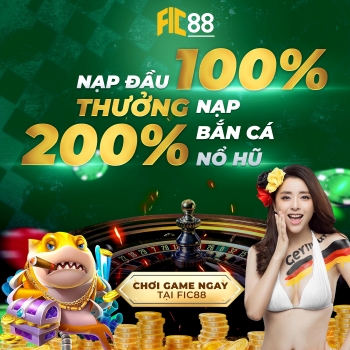 FIC88
NẠP ĐẦU 100%
THƯỞNG NẠP
200% BẮN CÁ
NỔ HŨ
CHƠI GAME NGAY
TẠI FIC88